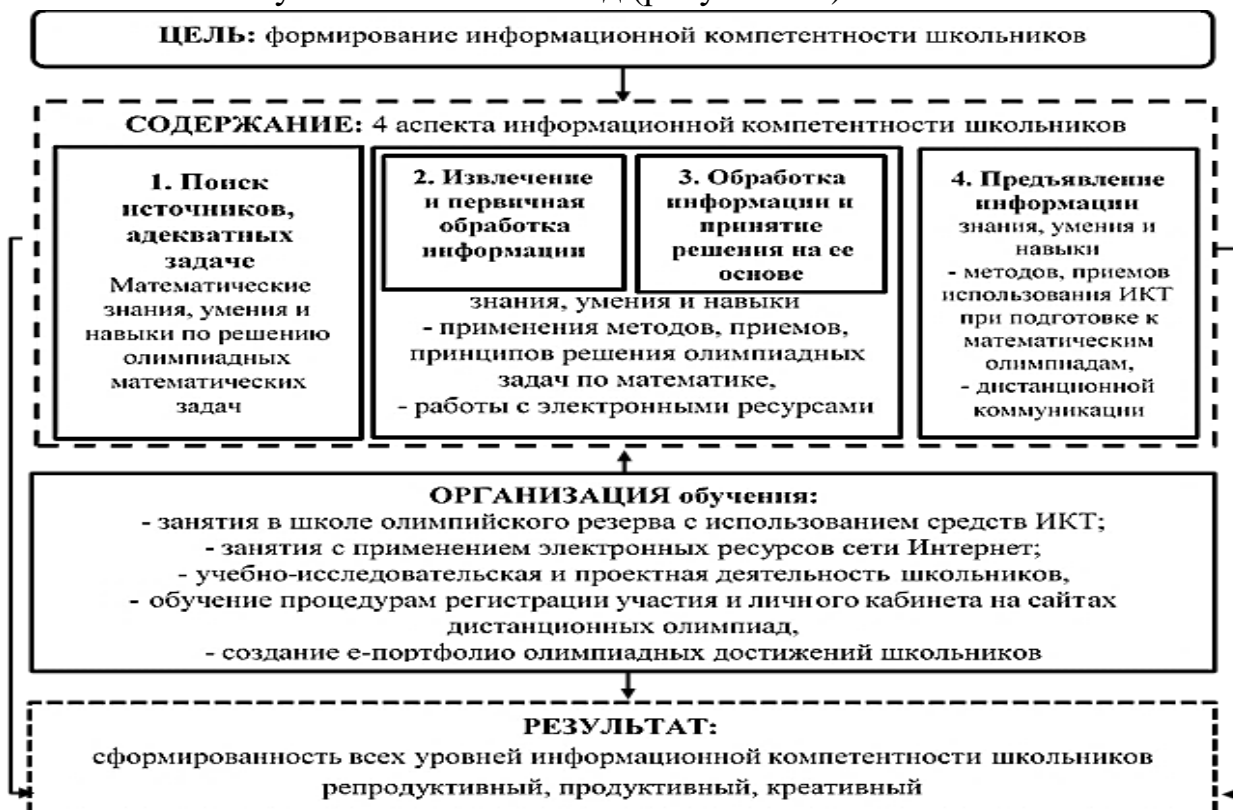 ЦЕЛЬ: формирование информационной компетентности школьников
СОДЕРЖАНИЕ: 4 аспекта информационной компетентности школьников
1. Поиск
источников,
адекватных
задаче
Математические
знания, умения и
навыки по решению
олимпиадных
математических
задач
2. Извлечение
и первичная
обработка
информации
3. Обработка
информации и
принятие
решения на ее
основе
знания, умения и навыки
- применения методов, приемов,
принципов решения олимпиадных
задач по математике,
- работы с электронными ресурсами
4. Предъявление
информации
знания, умения и
навыки
- методов, приемов
использования ИКТ
при подготовке к
математическим
олимпиадам,
- дистанционной
коммуникации
ОРГАНИЗАЦИЯ обучения:
- занятия в школе олимпийского резерва с использованием средств ИКТ;
- занятия с применением электронных ресурсов сети Интернет;
- учебно-исследовательская и проектная деятельность школьников,
- обучение процедурам регистрации участия и личного кабинета на сайтах
дистанционных олимпиад,
- создание е-портфолио олимпиадных достижений школьников
РЕЗУЛЬТАТ:
сформированность всех уровней информационной компетентности школьников
репродуктивный, продуктивный, креативный